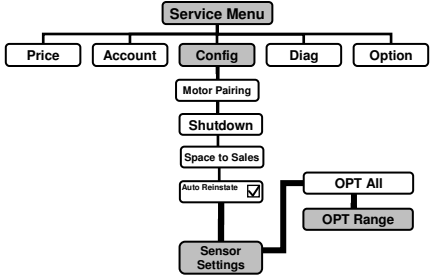 Service Menu
Price
Account
Config
Diag
Option
Motor Pairing
Shutdown
Space to Sales
Auto Reinstate
OPT All
OPT Range
Sensor
Settings